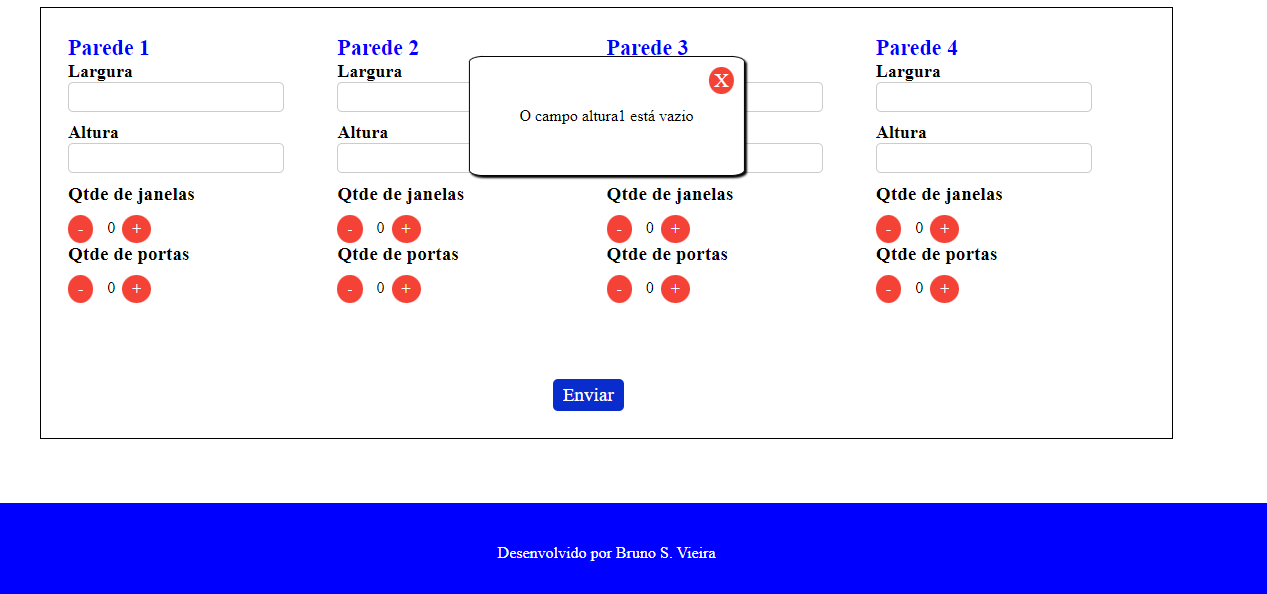 Parede 1 Parede 2 Parede 3 Parede 4
Largura Largura Largura
X
O campo altura1 está vazio
Altura Altura Altura
Qtde de janelas Qtde de janelas Qtde de janelas Qtde de janelas
- 0 + - 0 + - 0 + - 0 +
Qtde de portas Qtde de portas Qtde de portas Qtde de portas
- 0 + - 0 + - 0 + - 0 +
Enviar
Desenvolvido por Bruno S. Vieira